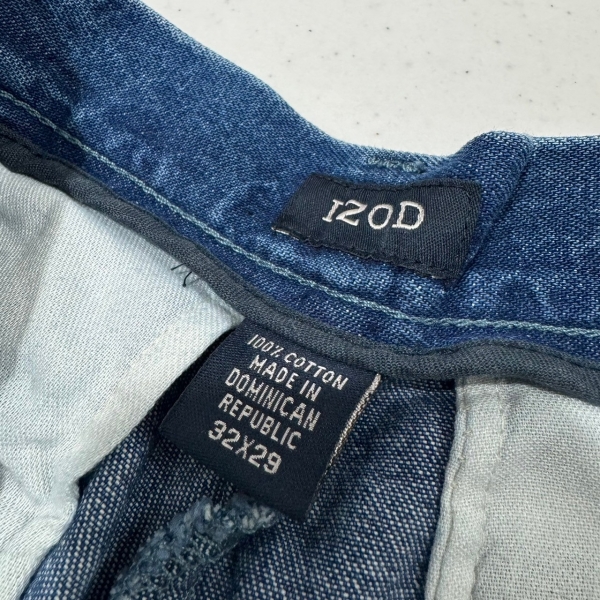 IZOD
100% COTTON
MADE IN
DOMINICAN
REPUBLIC
32X29